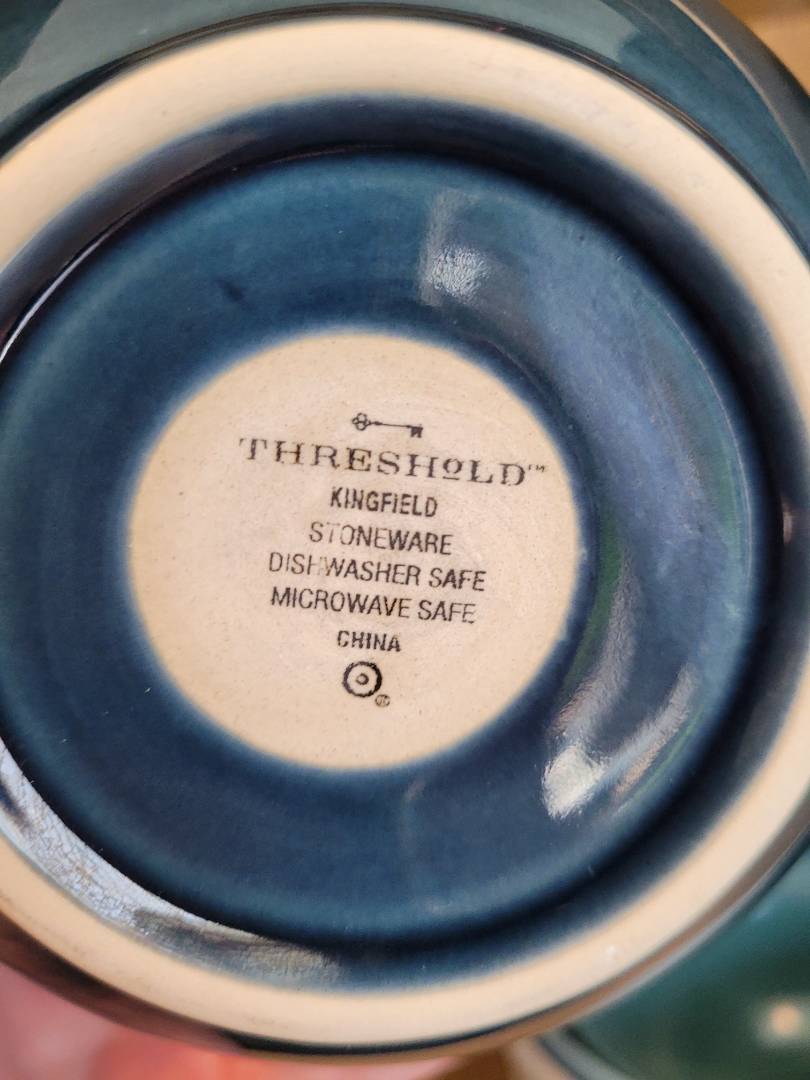 THRESHOLD™
KINGFIELD
STONEWARE
DISHWASHER SAFE
MICROWAVE SAFE
CHINA
®